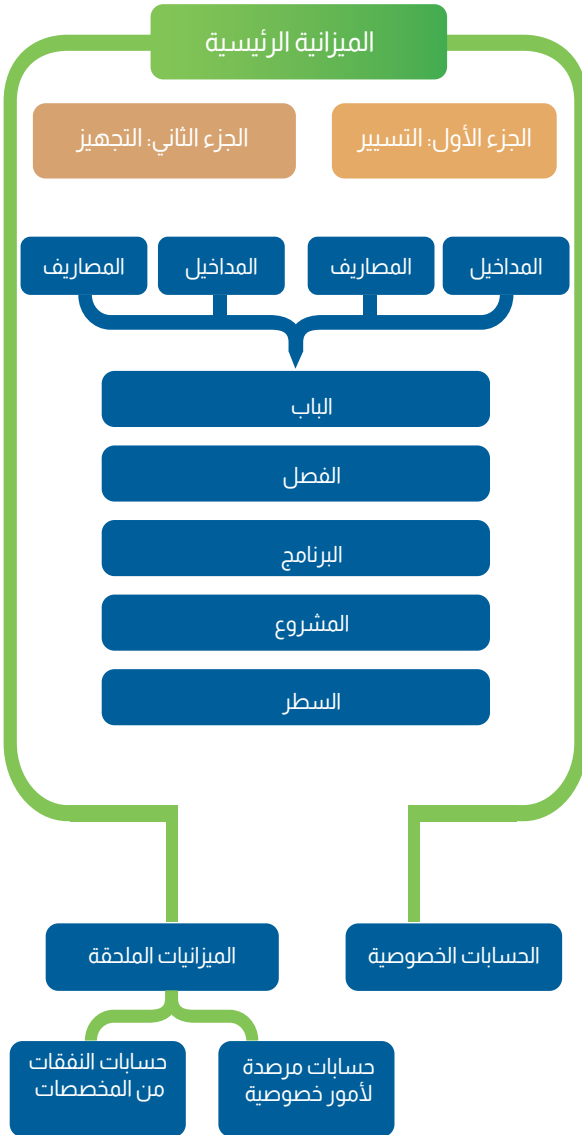 الميزانية الرئيسية
الجزء الأول: التسيير
الجزء الثاني: التجهيز
المداخيل
المصاريف
المداخيل
المصاريف
الباب
الفصل
البرنامج
المشروع
السطر
الحسابات الخصوصية
الميزانيات الملحقة
حسابات مرصدة
لأمور خصوصية
حسابات النفقات
من المخصصات